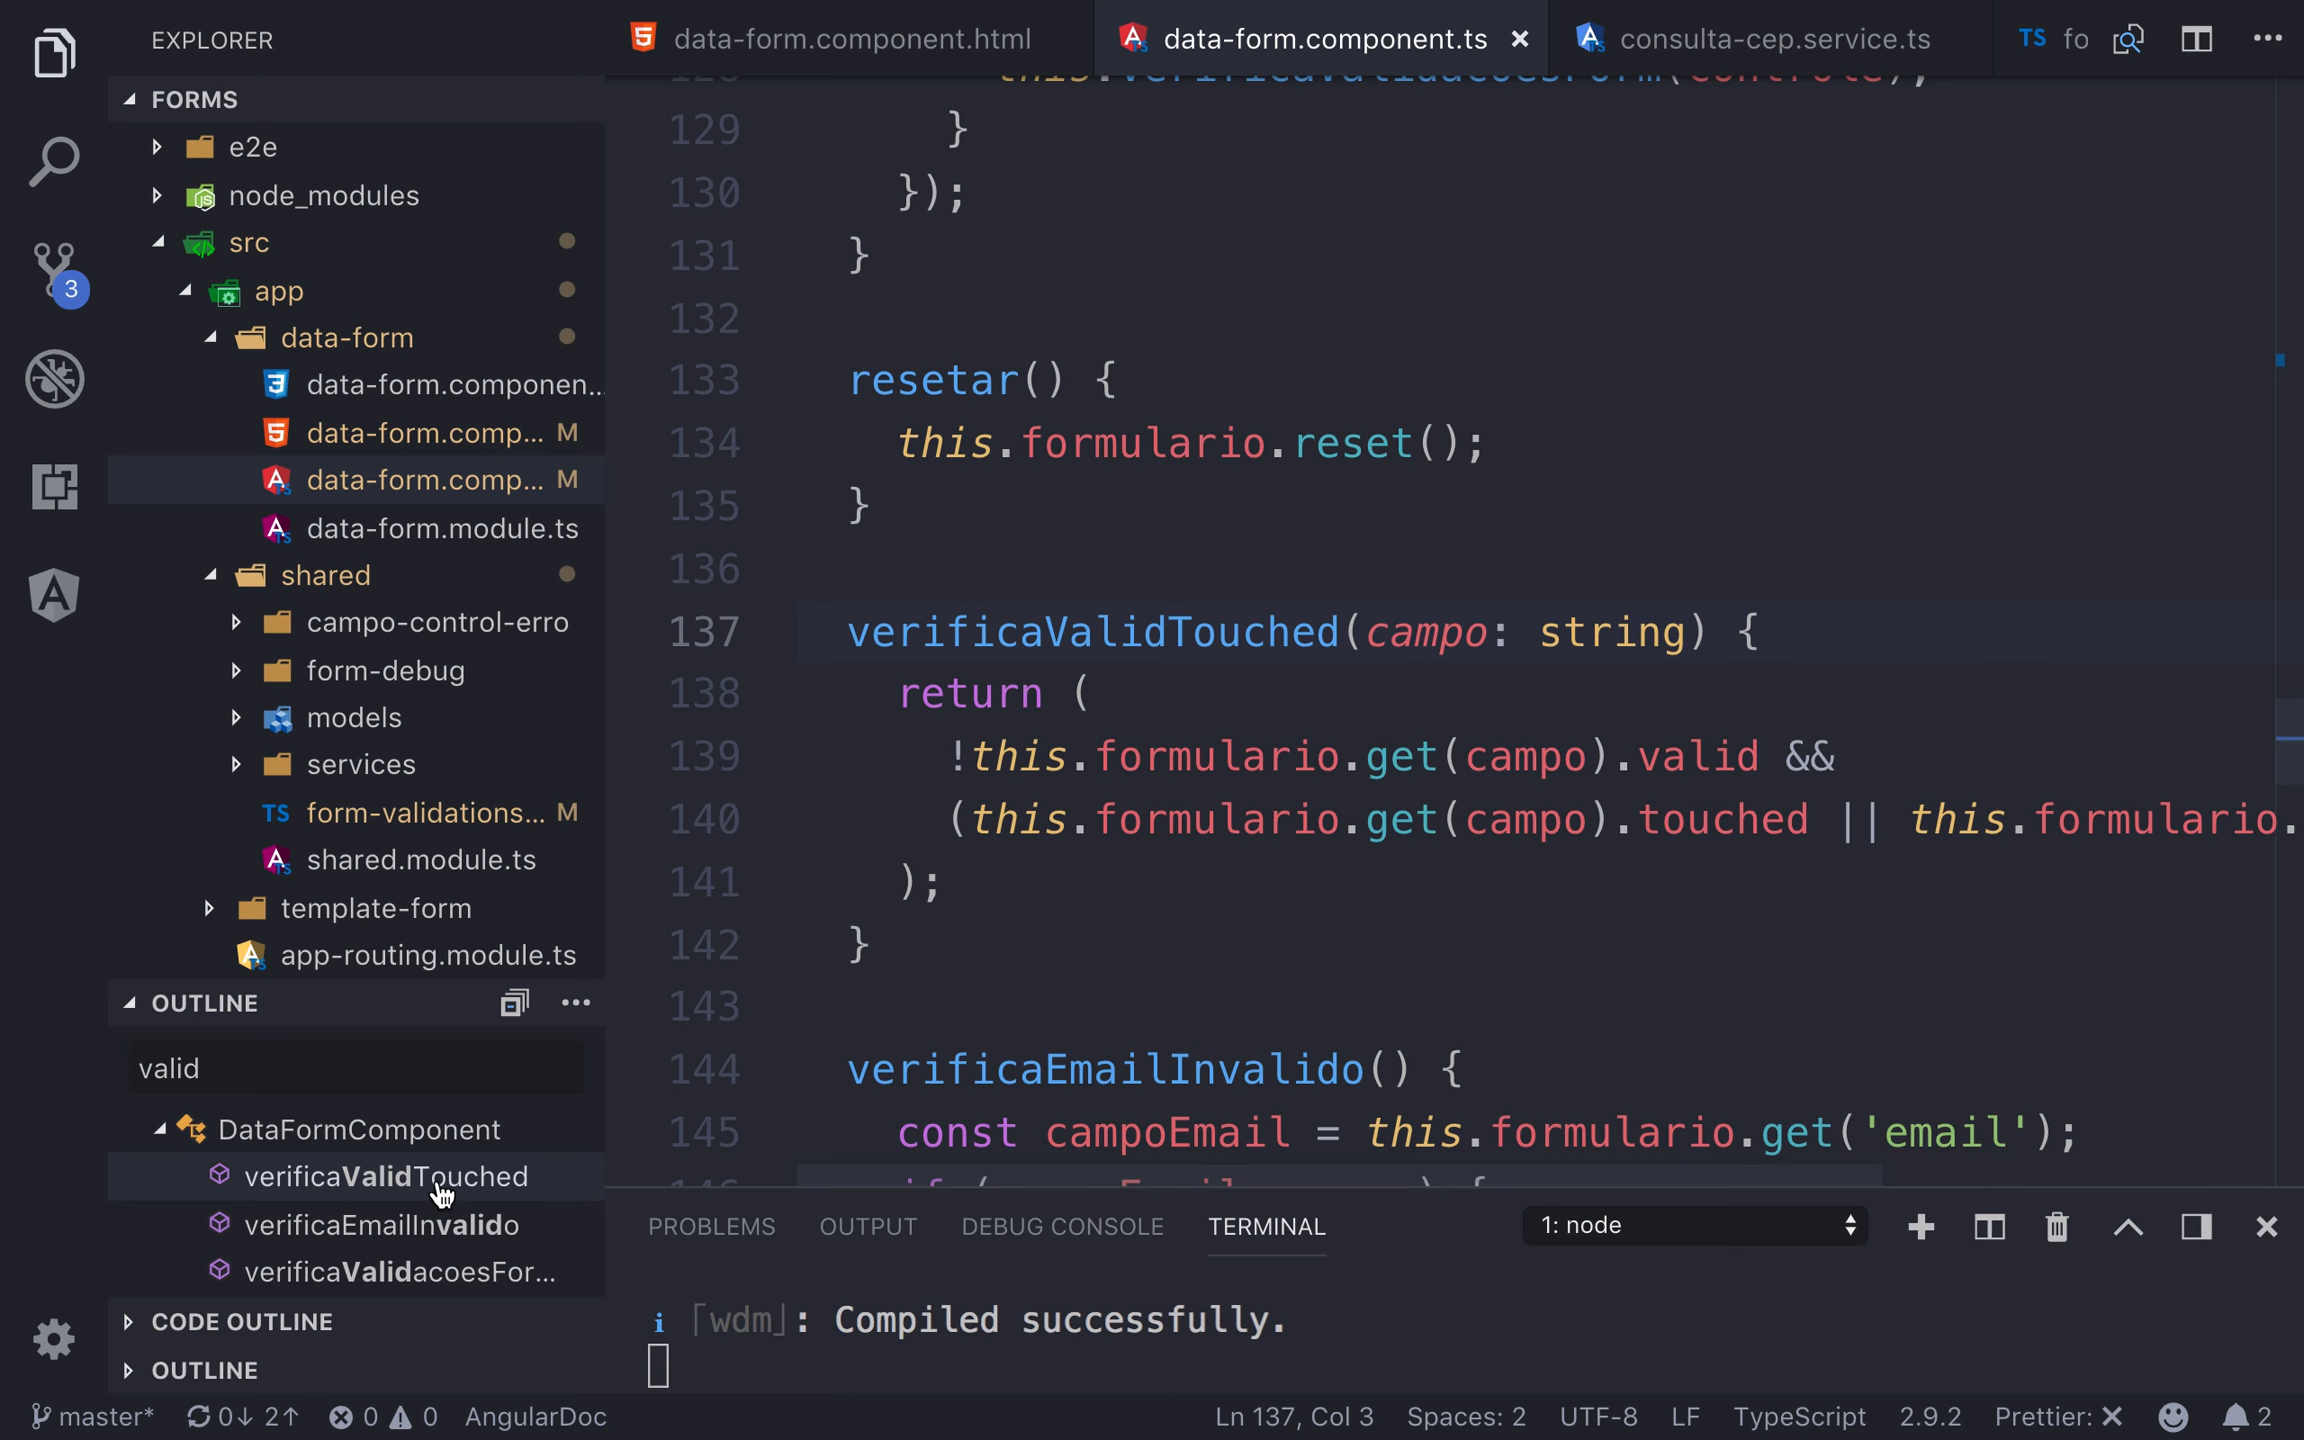 EXPLORER
FORMS
e2e
node_modules
src
app
data-form
data-form.componen...
data-form.comp... M
data-form.comp... M
data-form.module.ts
shared
campo-control-erro
form-debug
models
services
TS form-validations... M
shared.module.ts
template-form
app-routing.module.ts
OUTLINE
valid
DataFormComponent
verificaValidTouched
verificaEmailInvalido
verificaValidacoesFor...
CODE OUTLINE
OUTLINE
3
data-form.component.html
data-form.component.ts
consulta-cep.service.ts
TS fo
this.verificaValidacoesForm(controle);
129 }
130 });
131 }
132
133 resetar() {
134 this.formulario.reset();
135 }
136
137 verificaValidTouched(campo: string) {
138 return (
139 !this.formulario.get(campo).valid &&
140 (this.formulario.get(campo).touched || this.formulario.
141 );
142 }
143
144 verificaEmailInvalido() {
145 const campoEmail = this.formulario.get('email');
PROBLEMS OUTPUT DEBUG CONSOLE TERMINAL 1: node
i ｢wdm｣: Compiled successfully.
master* 0↓ 2↑ 0 0 AngularDoc Ln 137, Col 3 Spaces: 2 UTF-8 LF TypeScript 2.9.2 Prettier: ✕ 2